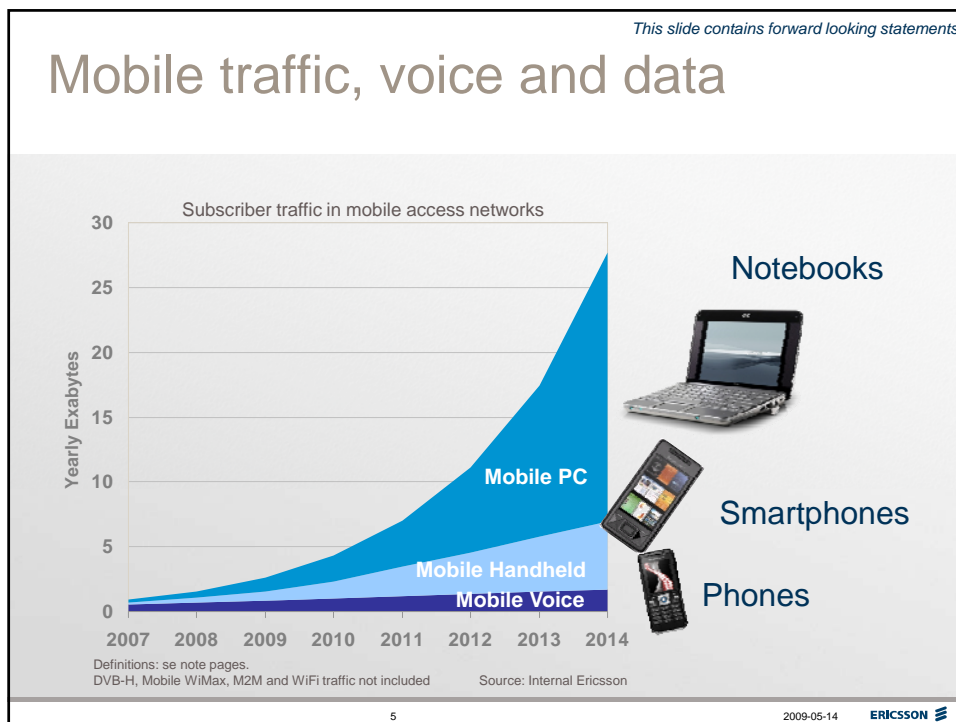 This slide contains forward looking statements
Mobile traffic, voice and data
Subscriber traffic in mobile access networks
30
25
20
15
10
5
0
Yearly Exabytes
Mobile PC
Mobile Handheld
Mobile Voice
2007 2008 2009 2010 2011 2012 2013 2014
Notebooks
Smartphones
Phones
Definitions: se note pages.
DVB-H, Mobile WiMax, M2M and WiFi traffic not included Source: Internal Ericsson
5 2009-05-14 ERICSSON